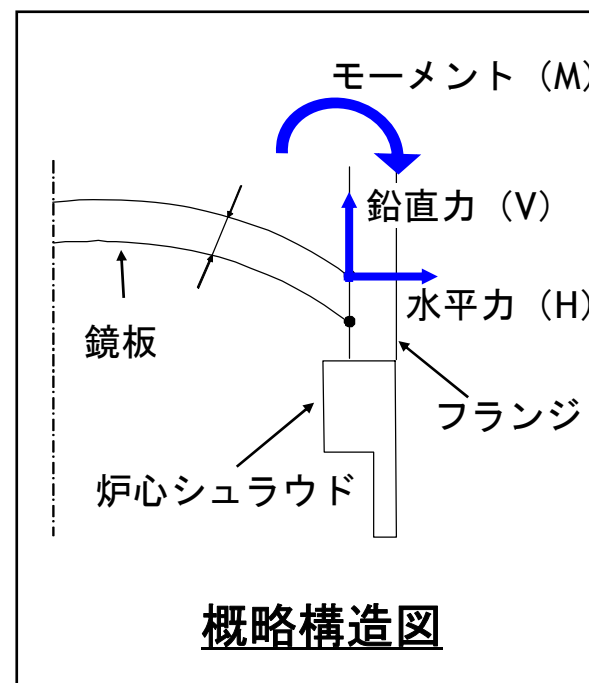 モーメント（M）
鉛直力（V）
水平力（H）
鏡板
フランジ
炉心シュラウド
概略構造図